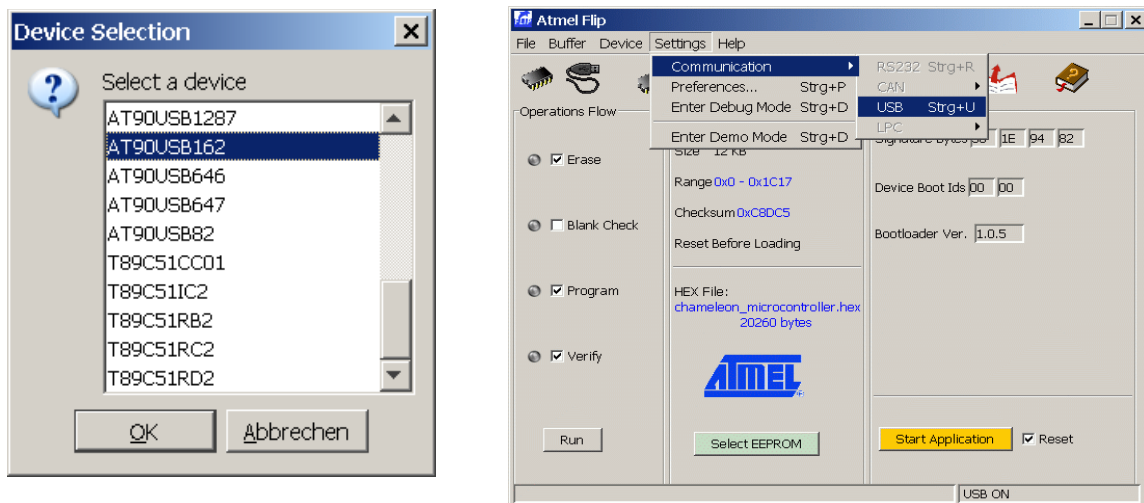 Device Selection
Select a device
AT90USB1287
AT90USB162
AT90USB646
AT90USB647
AT90USB82
T89C51CC01
T89C51IC2
T89C51RB2
T89C51RC2
T89C51RD2
OK Abbrechen
Atmel Flip
File Buffer Device Settings Help
Communication
Preferences... Strg+P
Enter Debug Mode Strg+D
Enter Demo Mode Strg+D
RS232 Strg+R
CAN
USB Strg+U
LPC
Operations Flow
Erase
Blank Check
Program
Verify
Run
Size 12 KB
Range 0x0 - 0x1C17
Checksum 0xC8DC5
Reset Before Loading
HEX File:
chameleon_microcontroller.hex
20260 bytes
ATMEL
Select EEPROM
Signature Bytes 1E 94 82
Device Boot Ids 00 00
Bootloader Ver. 1.0.5
Start Application Reset
USB ON